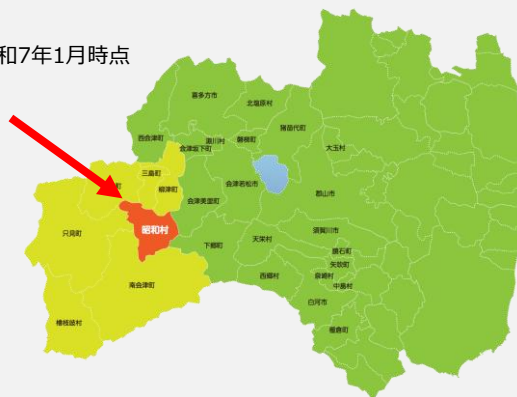 和7年1月時点
喜多方市
北塩原村
西会津町
会津坂下町
湯川村
磐梯町
猪苗代町
大玉村
三島町
町
柳津町
会津若松市
郡山市
会津美里町
昭和村
只見町
下郷町
天栄村
須賀川市
鏡石町
矢吹町
西郷村
泉崎村
中島村
南会津町
白河市
檜枝岐村
棚倉町